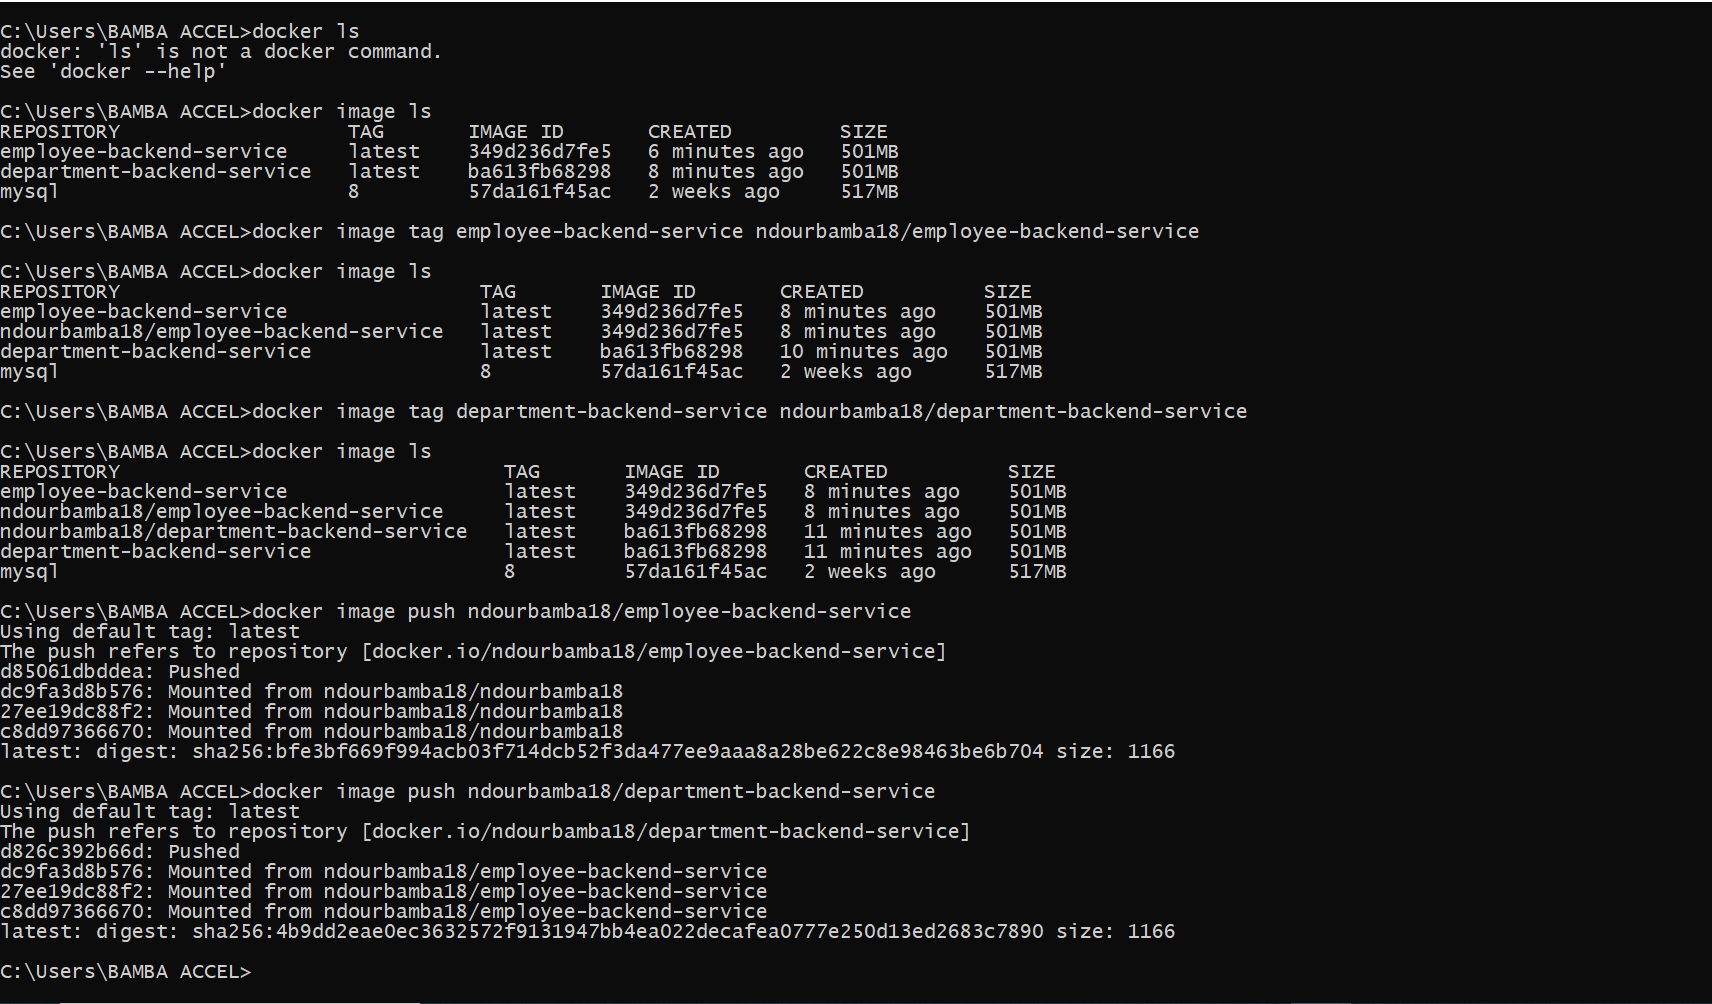 C:\Users\BAMBA ACCEL>docker ls
docker: 'ls' is not a docker command.
See 'docker --help'
C:\Users\BAMBA ACCEL>docker image ls
REPOSITORY                   TAG       IMAGE ID       CREATED         SIZE
employee-backend-service     latest    349d236d7fe5   6 minutes ago   501MB
department-backend-service   latest    ba613fb68298   8 minutes ago   501MB
mysql                        8         57da161f45ac   2 weeks ago     517MB
C:\Users\BAMBA ACCEL>docker image tag employee-backend-service ndourbamba18/employee-backend-service
C:\Users\BAMBA ACCEL>docker image ls
REPOSITORY                              TAG       IMAGE ID       CREATED          SIZE
employee-backend-service                latest    349d236d7fe5   8 minutes ago    501MB
ndourbamba18/employee-backend-service   latest    349d236d7fe5   8 minutes ago    501MB
department-backend-service              latest    ba613fb68298   10 minutes ago   501MB
mysql                                   8         57da161f45ac   2 weeks ago      517MB
C:\Users\BAMBA ACCEL>docker image tag department-backend-service ndourbamba18/department-backend-service
C:\Users\BAMBA ACCEL>docker image ls
REPOSITORY                                TAG       IMAGE ID       CREATED          SIZE
employee-backend-service                  latest    349d236d7fe5   8 minutes ago    501MB
ndourbamba18/employee-backend-service     latest    349d236d7fe5   8 minutes ago    501MB
ndourbamba18/department-backend-service   latest    ba613fb68298   11 minutes ago   501MB
department-backend-service                latest    ba613fb68298   11 minutes ago   501MB
mysql                                     8         57da161f45ac   2 weeks ago      517MB
C:\Users\BAMBA ACCEL>docker image push ndourbamba18/employee-backend-service
Using default tag: latest
The push refers to repository [docker.io/ndourbamba18/employee-backend-service]
d85061dbddea: Pushed
dc9fa3d8b576: Mounted from ndourbamba18/ndourbamba18
27ee19dc88f2: Mounted from ndourbamba18/ndourbamba18
c8dd97366670: Mounted from ndourbamba18/ndourbamba18
latest: digest: sha256:bfe3bf669f994acb03f714dcb52f3da477ee9aaa8a28be622c8e98463be6b704 size: 1166
C:\Users\BAMBA ACCEL>docker image push ndourbamba18/department-backend-service
Using default tag: latest
The push refers to repository [docker.io/ndourbamba18/department-backend-service]
d826c392b66d: Pushed
dc9fa3d8b576: Mounted from ndourbamba18/employee-backend-service
27ee19dc88f2: Mounted from ndourbamba18/employee-backend-service
c8dd97366670: Mounted from ndourbamba18/employee-backend-service
latest: digest: sha256:4b9dd2eae0ec3632572f9131947bb4ea022decafea0777e250d13ed2683c7890 size: 1166
C:\Users\BAMBA ACCEL>